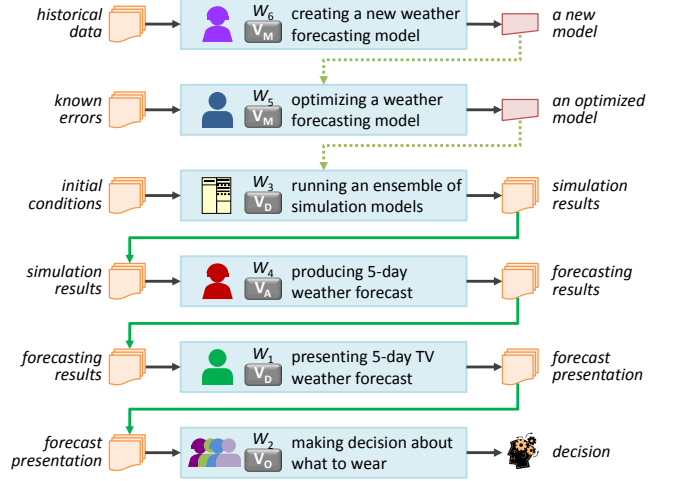 historical
data
W6
VM
creating a new weather
forecasting model
a new
model
known
errors
W5
VM
optimizing a weather
forecasting model
an optimized
model
initial
conditions
W3
VD
running an ensemble of
simulation models
simulation
results
simulation
results
W4
VA
producing 5-day
weather forecast
forecasting
results
forecasting
results
W1
VD
presenting 5-day TV
weather forecast
forecast
presentation
forecast
presentation
W2
VO
making decision about
what to wear
decision